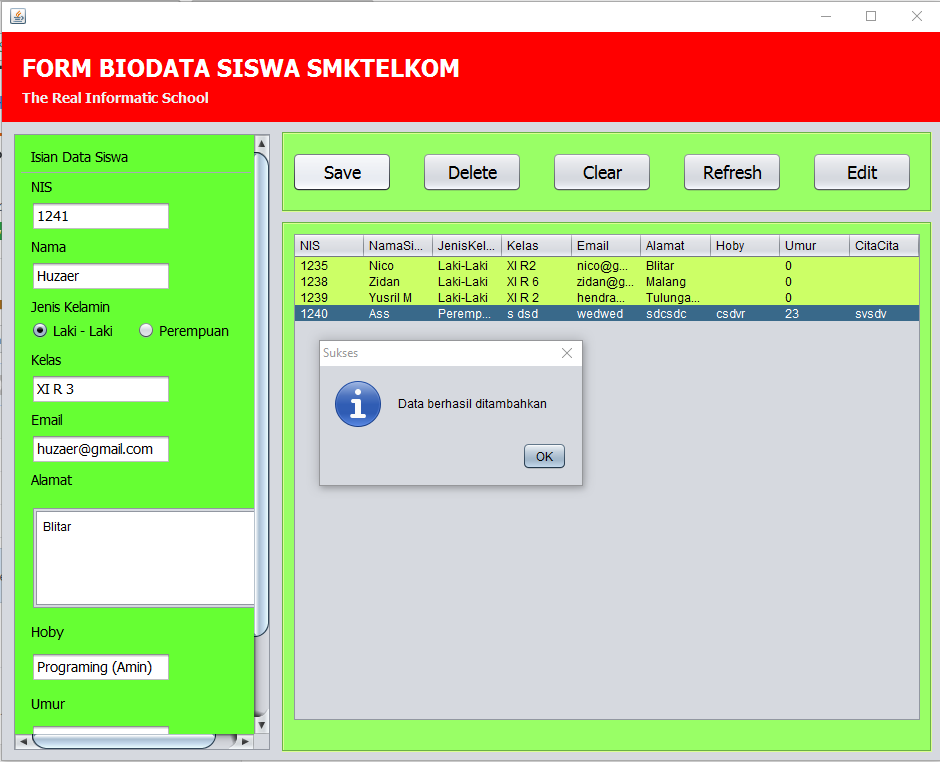 FORM BIODATA SISWA SMKTELKOM
The Real Informatic School
Isian Data Siswa
NIS
1241
Nama
Huzaer
Jenis Kelamin
Laki - Laki Perempuan
Kelas
XI R 3
Email
huzaer@gmail.com
Alamat
Blitar
Hoby
Programing (Amin)
Umur
Save Delete Clear Refresh Edit
NIS NamaSi... JenisKel... Kelas Email Alamat Hoby Umur CitaCita
1235 Nico Laki-Laki XI R2 nico@g... Blitar 0
1238 Zidan Laki-Laki XI R 6 zidan@g... Malang 0
1239 Yusril M Laki-Laki XI R 2 hendra... Tulunga... 0
1240 Ass Peremp... s dsd wedwed sdcsdc csdvr 23 svsdv
Sukses
Data berhasil ditambahkan
OK